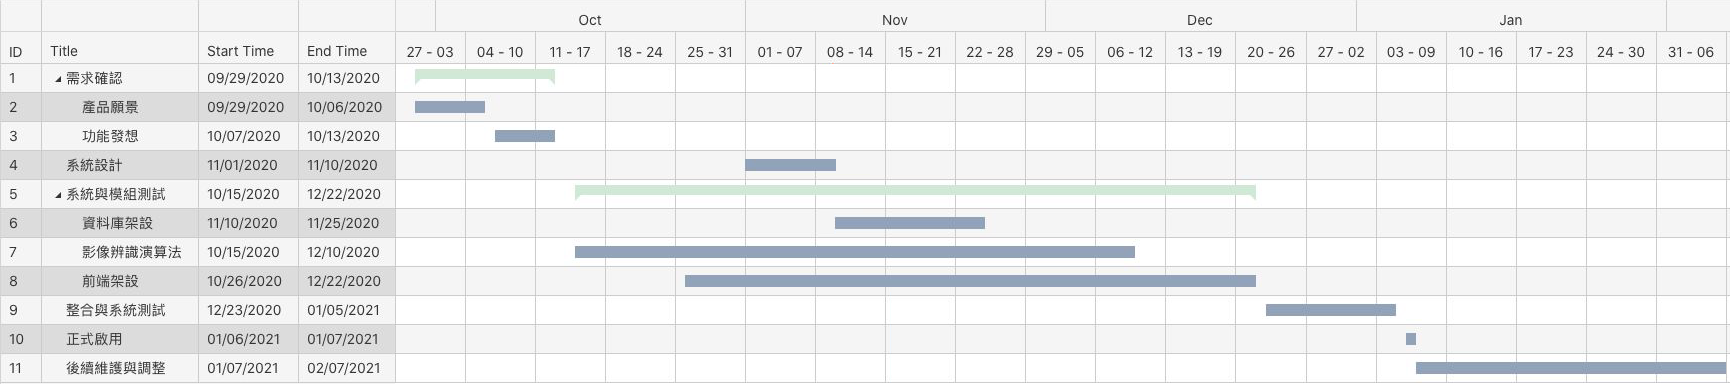 Oct Nov Dec Jan
ID Title Start Time End Time 27 - 03 04 - 10 11 - 17 18 - 24 25 - 31 01 - 07 08 - 14 15 - 21 22 - 28 29 - 05 06 - 12 13 - 19 20 - 26 27 - 02 03 - 09 10 - 16 17 - 23 24 - 30 31 - 06
1 需求確認 09/29/2020 10/13/2020
2 產品願景 09/29/2020 10/06/2020
3 功能發想 10/07/2020 10/13/2020
4 系統設計 11/01/2020 11/10/2020
5 系統與模組測試 10/15/2020 12/22/2020
6 資料庫架設 11/10/2020 11/25/2020
7 影像辨識演算法 10/15/2020 12/10/2020
8 前端架設 10/26/2020 12/22/2020
9 整合與系統測試 12/23/2020 01/05/2021
10 正式啟用 01/06/2021 01/07/2021
11 後續維護與調整 01/07/2021 02/07/2021